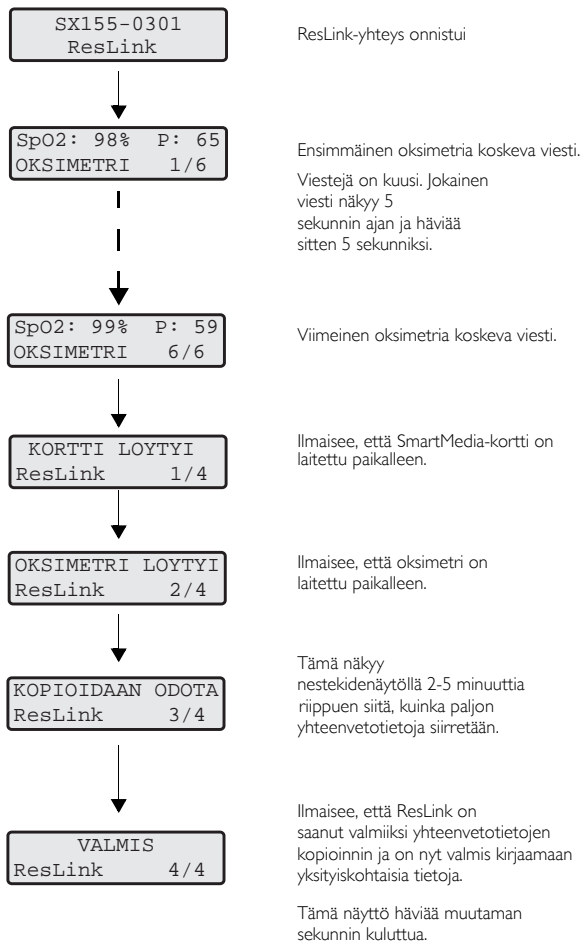 SX155-0301
ResLink
ResLink-yhteys onnistui
SpO2: 98% P: 65
OKSIMETRI 1/6
Ensimmäinen oksimetria koskeva viesti.
Viestejä on kuusi. Jokainen
viesti näkyy 5
sekunnin ajan ja häviää
sitten 5 sekunniksi.
SpO2: 99% P: 59
OKSIMETRI 6/6
Viimeinen oksimetria koskeva viesti.
KORTTI LOYTYI
ResLink 1/4
Ilmaisee, että SmartMedia-kortti on
laitettu paikalleen.
OKSIMETRI LOYTYI
ResLink 2/4
Ilmaisee, että oksimetri on
laitettu paikalleen.
KOPIOIDAAN ODOTA
ResLink 3/4
Tämä näkyy
nestekidenäytöllä 2-5 minuuttia
riippuen siitä, kuinka paljon
yhteenvetotietoja siirretään.
VALMIS
ResLink 4/4
Ilmaisee, että ResLink on
saanut valmiiksi yhteenvetotietojen
kopioinnin ja on nyt valmis kirjaamaan
yksityiskohtaisia tietoja.
Tämä näyttö häviää muutaman
sekunnin kuluttua.